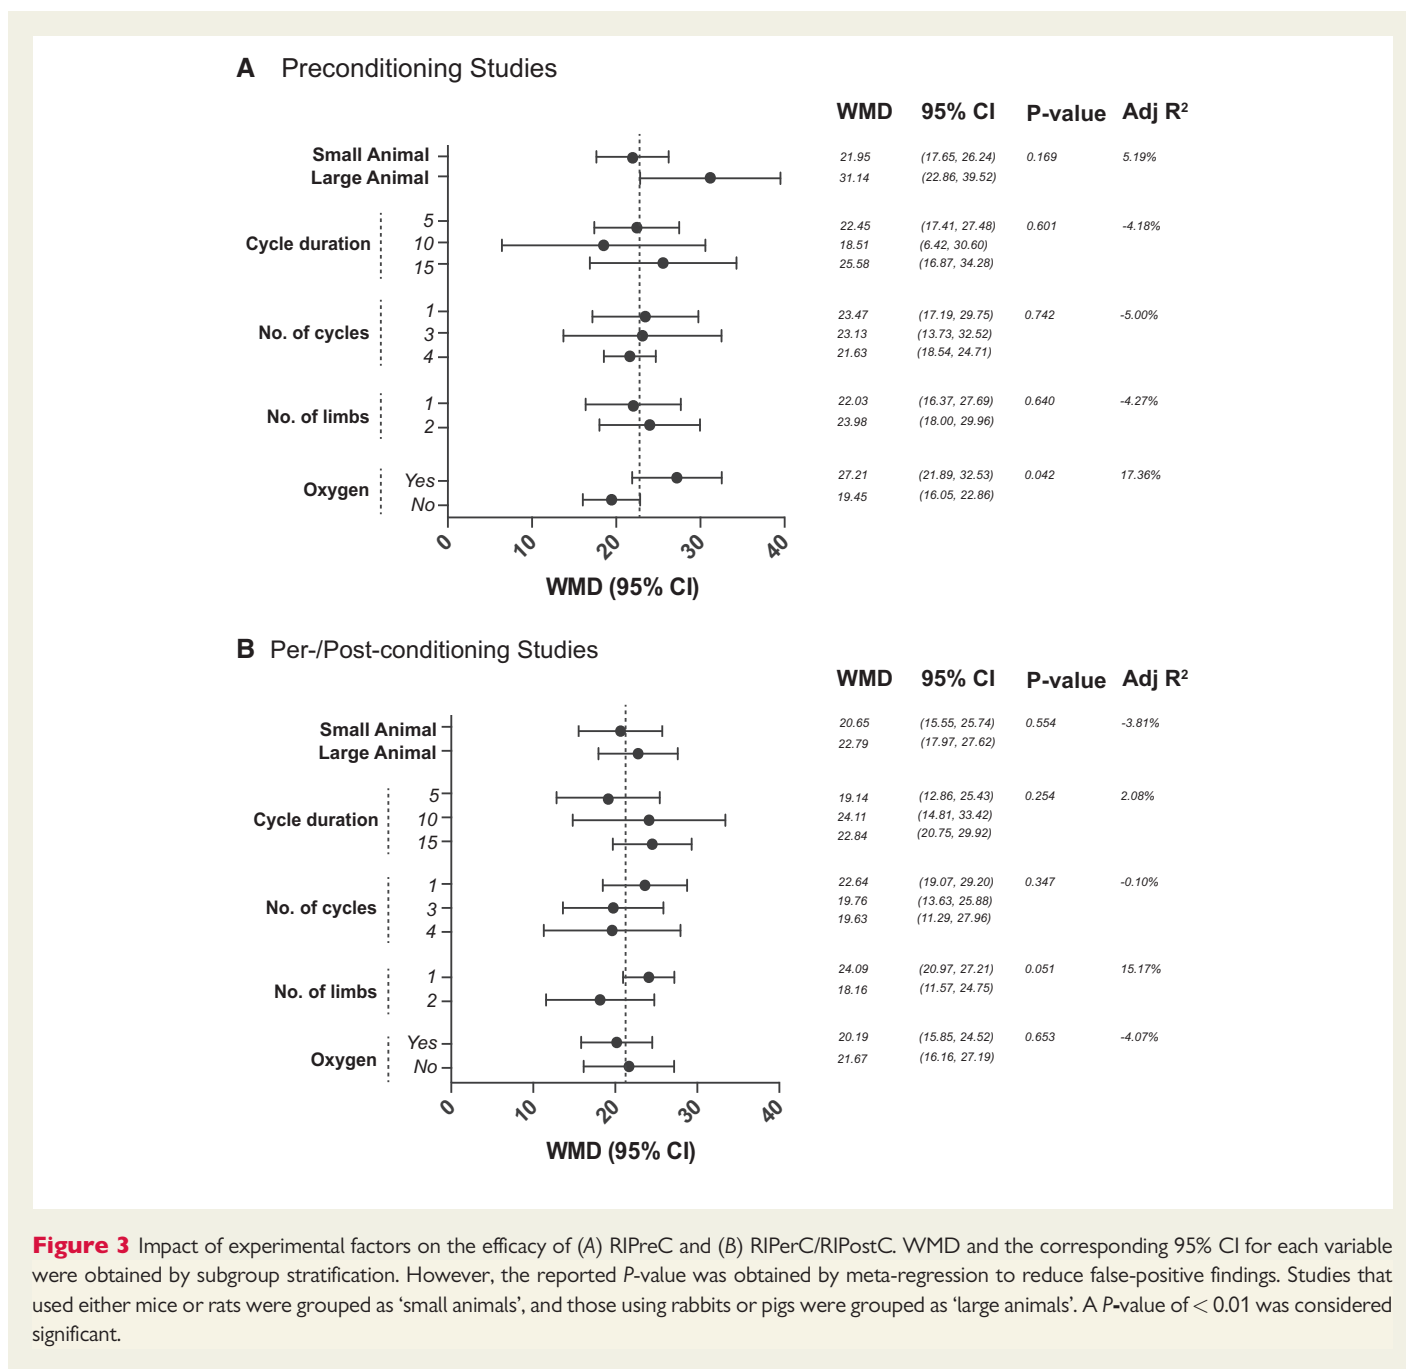 A Preconditioning Studies
WMD 95% CI P-value Adj R²
Small Animal 21.95 (17.65, 26.24) 0.169 5.19%
Large Animal 31.14 (22.86, 39.52)
Cycle duration
5 22.45 (17.41, 27.48) 0.601 -4.18%
10 18.51 (6.42, 30.60)
15 25.58 (16.87, 34.28)
No. of cycles
1 23.47 (17.19, 29.75) 0.742 -5.00%
3 23.13 (13.73, 32.52)
4 21.63 (18.54, 24.71)
No. of limbs
1 22.03 (16.37, 27.69) 0.640 -4.27%
2 23.98 (18.00, 29.96)
Oxygen
Yes 27.21 (21.89, 32.53) 0.042 17.36%
No 19.45 (16.05, 22.86)
0 10 20 30 40
WMD (95% CI)
B Per-/Post-conditioning Studies
WMD 95% CI P-value Adj R²
Small Animal 20.65 (15.55, 25.74) 0.554 -3.81%
Large Animal 22.79 (17.97, 27.62)
Cycle duration
5 19.14 (12.86, 25.43) 0.254 2.08%
10 24.11 (14.81, 33.42)
15 22.84 (20.75, 29.92)
No. of cycles
1 22.64 (19.07, 29.20) 0.347 -0.10%
3 19.76 (13.63, 25.88)
4 19.63 (11.29, 27.96)
No. of limbs
1 24.09 (20.97, 27.21) 0.051 15.17%
2 18.16 (11.57, 24.75)
Oxygen
Yes 20.19 (15.85, 24.52) 0.653 -4.07%
No 21.67 (16.16, 27.19)
0 10 20 30 40
WMD (95% CI)
Figure 3 Impact of experimental factors on the efficacy of (A) RIPreC and (B) RIPerC/RIPostC. WMD and the corresponding 95% CI for each variable
were obtained by subgroup stratification. However, the reported P-value was obtained by meta-regression to reduce false-positive findings. Studies that
used either mice or rats were grouped as ‘small animals’, and those using rabbits or pigs were grouped as ‘large animals’. A P-value of < 0.01 was considered
significant.